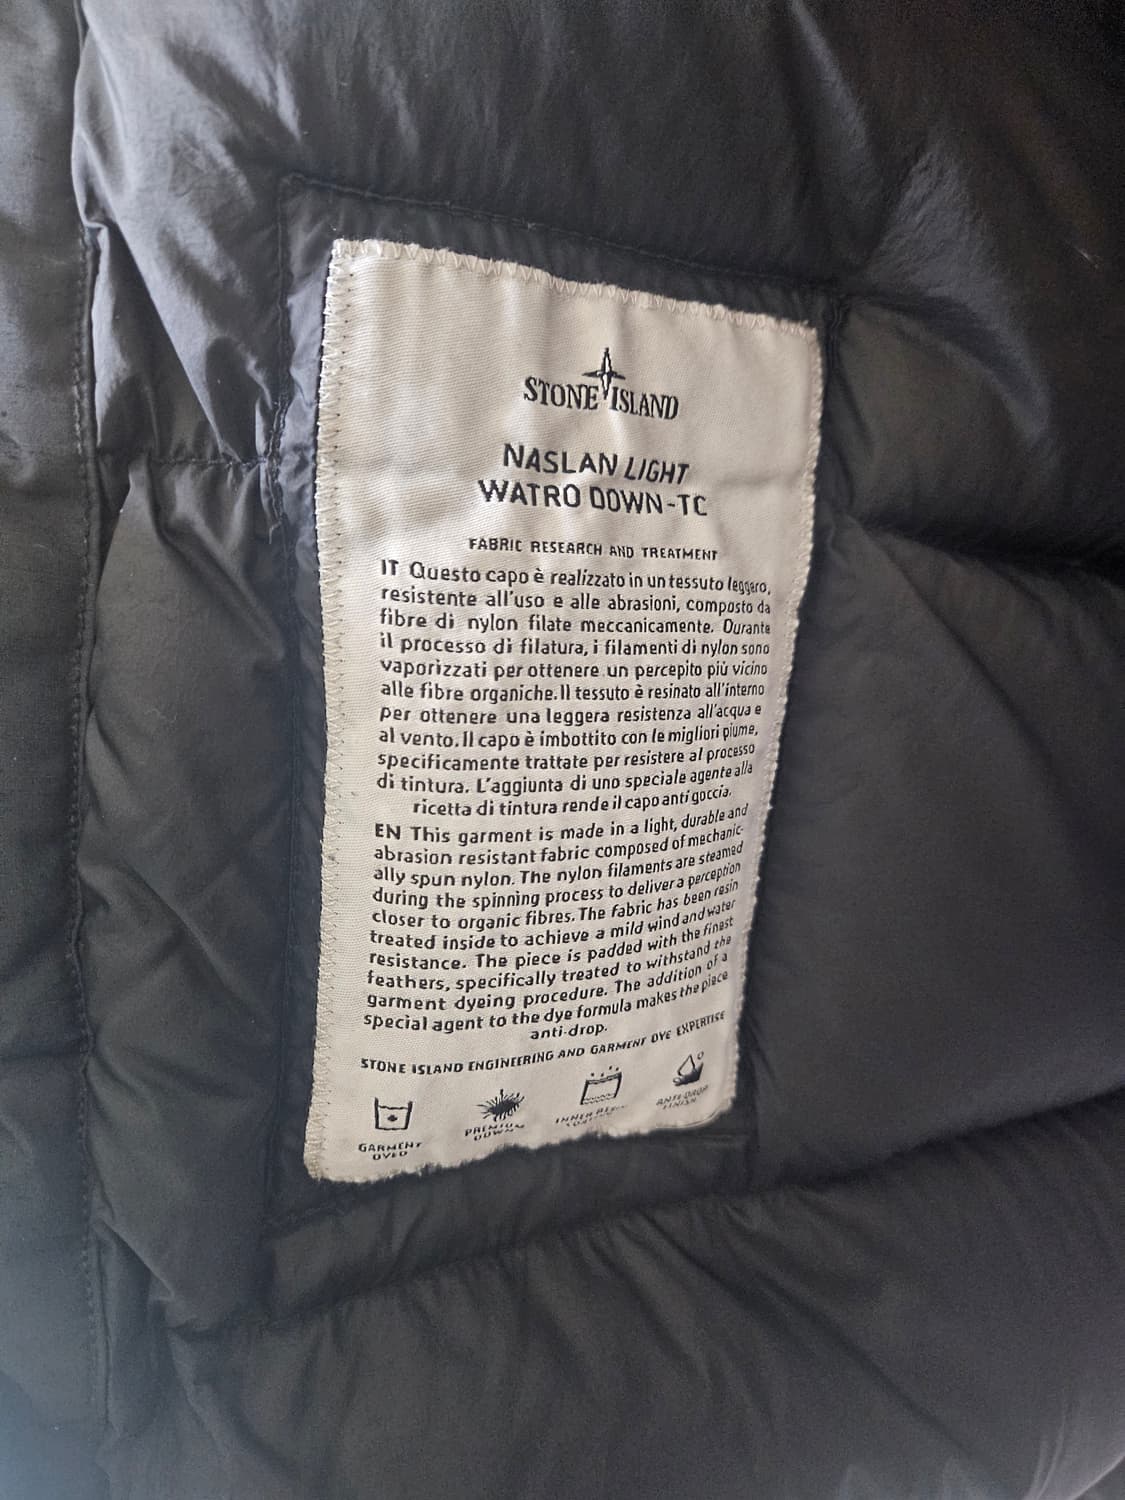 STONE ISLAND
NASLAN LIGHT
WATRO DOWN-TC
FABRIC RESEARCH AND TREATMENT
IT Questo capo è realizzato in un tessuto leggero,
resistente all'uso e alle abrasioni, composto da
fibre di nylon filate meccanicamente. Durante
il processo di filatura, i filamenti di nylon sono
vaporizzati per ottenere un percepito più vicino
alle fibre organiche. Il tessuto è resinato all'interno
per ottenere una leggera resistenza all'acqua e
al vento. Il capo è imbottito con le migliori piume,
specificamente trattate per resistere al processo
di tintura. L'aggiunta di uno speciale agente alla
ricetta di tintura rende il capo anti goccia.
EN This garment is made in a light, durable and
abrasion resistant fabric composed of mechanic-
ally spun nylon. The nylon filaments are steamed
during the spinning process to deliver a perception
closer to organic fibres. The fabric has been resin
treated inside to achieve a mild wind and water
resistance. The piece is padded with the finest
feathers, specifically treated to withstand the
garment dyeing procedure. The addition of a
special agent to the dye formula makes the piece
anti-drop.
STONE ISLAND ENGINEERING AND GARMENT DYE EXPERTISE
GARMENT
DYED
PREMIUM
DOWN
INNER
ANTI-DROP
FINISH